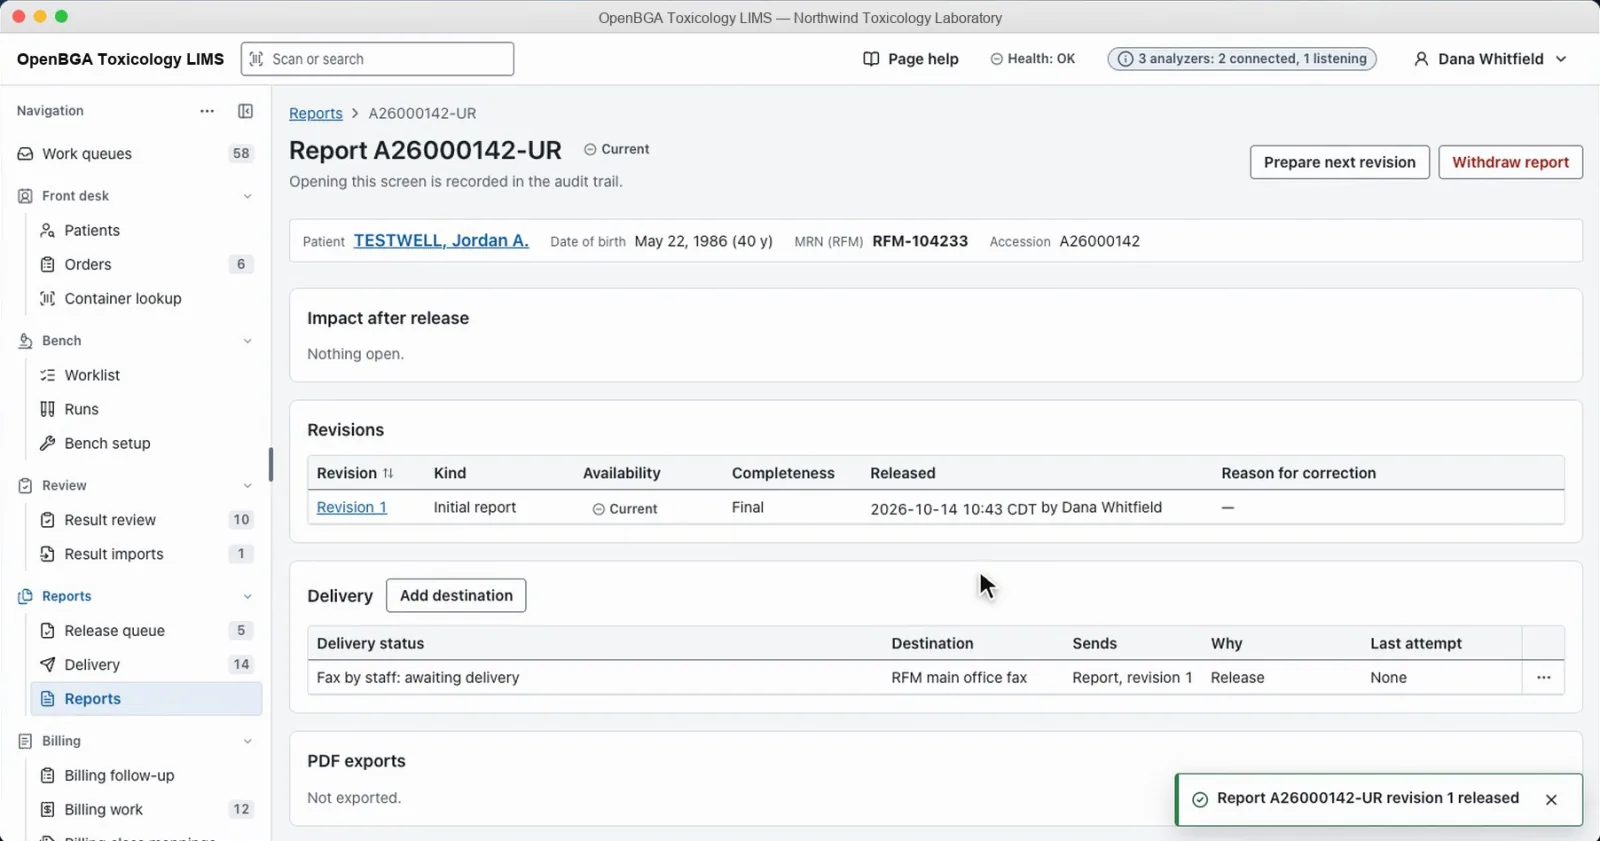 OpenBGA Toxicology LIMS — Northwind Toxicology Laboratory
OpenBGA Toxicology LIMS
Scan or search
Page help
Health: OK
3 analyzers: 2 connected, 1 listening
Dana Whitfield
Navigation
Work queues 58
Front desk
Patients
Orders 6
Container lookup
Bench
Worklist
Runs
Bench setup
Review
Result review 10
Result imports 1
Reports
Release queue 5
Delivery 14
Reports
Billing
Billing follow-up
Billing work 12
Reports > A26000142-UR
Report A26000142-UR Current
Opening this screen is recorded in the audit trail.
Prepare next revision Withdraw report
Patient TESTWELL, Jordan A. Date of birth May 22, 1986 (40 y) MRN (RFM) RFM-104233 Accession A26000142
Impact after release
Nothing open.
Revisions
Revision Kind Availability Completeness Released Reason for correction
Revision 1 Initial report Current Final 2026-10-14 10:43 CDT by Dana Whitfield —
Delivery Add destination
Delivery status Destination Sends Why Last attempt
Fax by staff: awaiting delivery RFM main office fax Report, revision 1 Release None ...
PDF exports
Not exported.
Report A26000142-UR revision 1 released